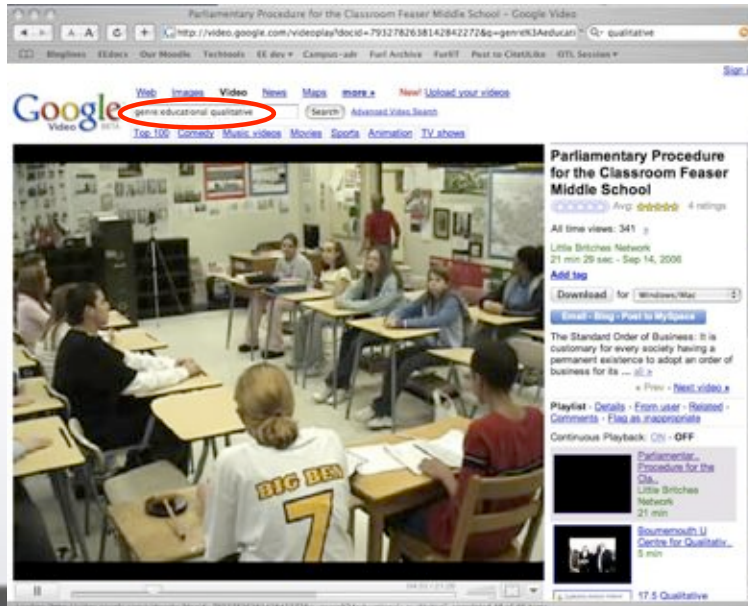 Parliamentary Procedure for the Classroom Feaser Middle School - Google Video
http://video.google.com/videoplay?docid=7932782638142842272&q=genre%3Aeducati
qualitative
Bloglines EEdocs Our Moodle Techtools EE dev Campus-adr Furl Archive FurlIT Post to CiteULike OTL Session
Sign i
Web Images Video News Maps more » New! Upload your videos
Google
Video BETA
genre:educational qualitative
Search Advanced Video Search
Top 100 Comedy Music videos Movies Sports Animation TV shows
BIG BEN
7
Parliamentary Procedure
for the Classroom Feaser
Middle School
Avg: 4 ratings
All time views: 341
Little Britches Network
21 min 29 sec - Sep 14, 2006
Add tag
Download for Windows/Mac
Email - Blog - Post to MySpace
The Standard Order of Business: It is
customary for every society having a
permanent existence to adopt an order of
business for its ... all »
« Prev - Next video »
Playlist - Details - From user - Related -
Comments - Flag as inappropriate
Continuous Playback: ON - OFF
Parliamentar..
Procedure for the
Cla..
Little Britches
Network
21 min
Bournemouth U
Centre for Qualitativ..
5 min
17.5 Qualitative